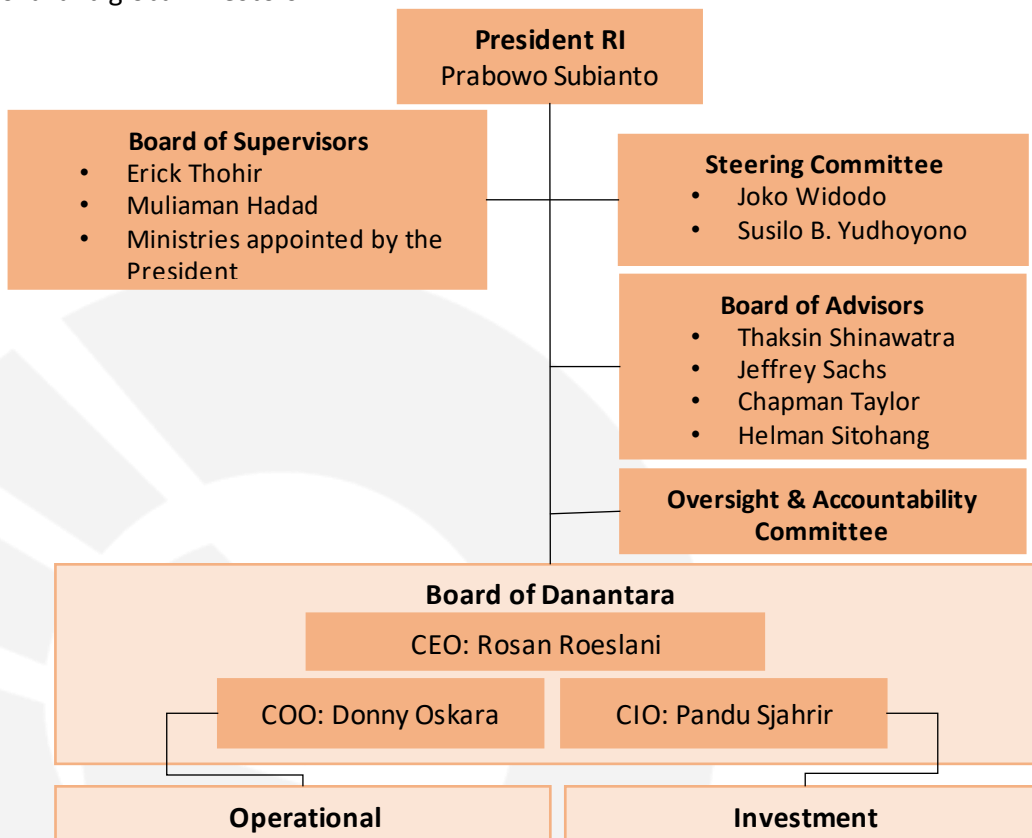 President RI
Prabowo Subianto
Board of Supervisors
• Erick Thohir
• Muliaman Hadad
• Ministries appointed by the
President
Steering Committee
• Joko Widodo
• Susilo B. Yudhoyono
Board of Advisors
• Thaksin Shinawatra
• Jeffrey Sachs
• Chapman Taylor
• Helman Sitohang
Oversight & Accountability
Committee
Board of Danantara
CEO: Rosan Roeslani
COO: Donny Oskara
CIO: Pandu Sjahrir
Operational
Investment